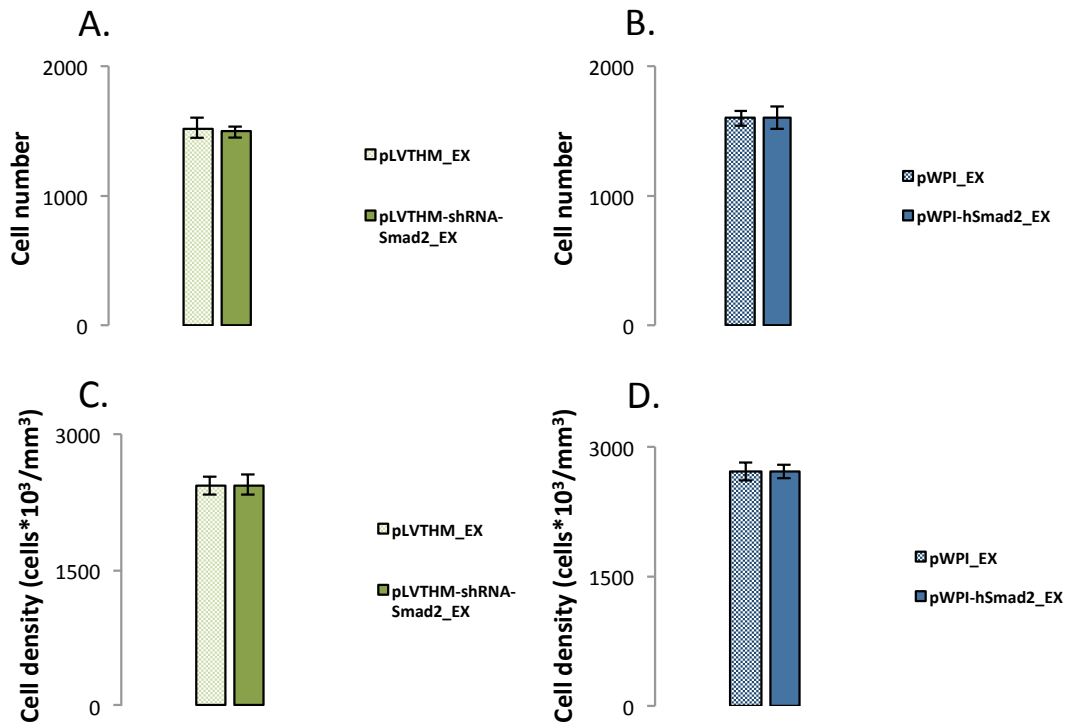 A.
2000
1000
0
Cell number
pLVTHM_EX
pLVTHM-shRNA-
Smad2_EX
B.
2000
1000
0
Cell number
pWPI_EX
pWPI-hSmad2_EX
C.
3000
1500
0
Cell density (cells*10³/mm³)
pLVTHM_EX
pLVTHM-shRNA-
Smad2_EX
D.
3000
1500
0
Cell density (cells*10³/mm³)
pWPI_EX
pWPI-hSmad2_EX